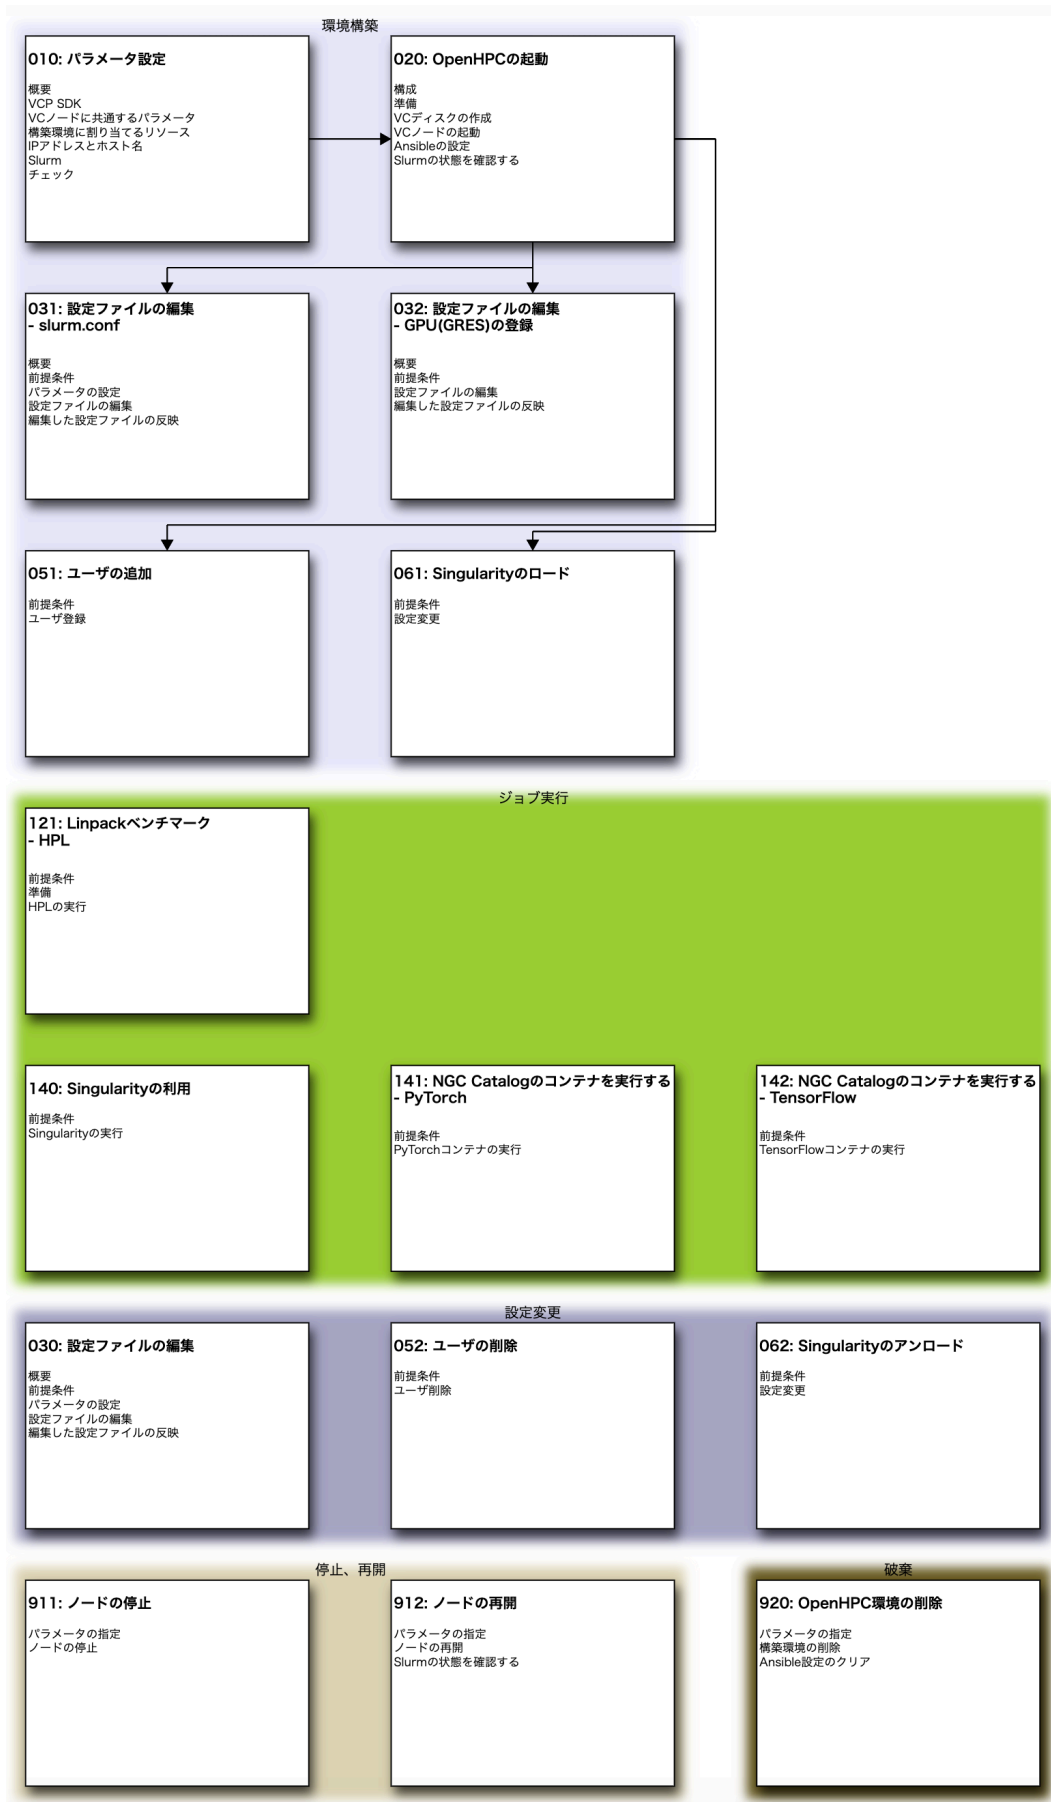 環境構築
010: パラメータ設定
概要
VCP SDK
VCノードに共通するパラメータ
構築環境に割り当てるリソース
IPアドレスとホスト名
Slurm
チェック
020: OpenHPCの起動
構成
準備
VCディスクの作成
VCノードの起動
Ansibleの設定
Slurmの状態を確認する
031: 設定ファイルの編集
- slurm.conf
概要
前提条件
パラメータの設定
設定ファイルの編集
編集した設定ファイルの反映
032: 設定ファイルの編集
- GPU(GRES)の登録
概要
前提条件
設定ファイルの編集
編集した設定ファイルの反映
051: ユーザの追加
前提条件
ユーザ登録
061: Singularityのロード
前提条件
設定変更
ジョブ実行
121: Linpackベンチマーク
- HPL
前提条件
準備
HPLの実行
140: Singularityの利用
前提条件
Singularityの実行
141: NGC Catalogのコンテナを実行する
- PyTorch
前提条件
PyTorchコンテナの実行
142: NGC Catalogのコンテナを実行する
- TensorFlow
前提条件
TensorFlowコンテナの実行
設定変更
030: 設定ファイルの編集
概要
前提条件
パラメータの設定
設定ファイルの編集
編集した設定ファイルの反映
052: ユーザの削除
前提条件
ユーザ削除
062: Singularityのアンロード
前提条件
設定変更
停止、再開
911: ノードの停止
パラメータの指定
ノードの停止
912: ノードの再開
パラメータの指定
ノードの再開
Slurmの状態を確認する
破棄
920: OpenHPC環境の削除
パラメータの指定
構築環境の削除
Ansible設定のクリア